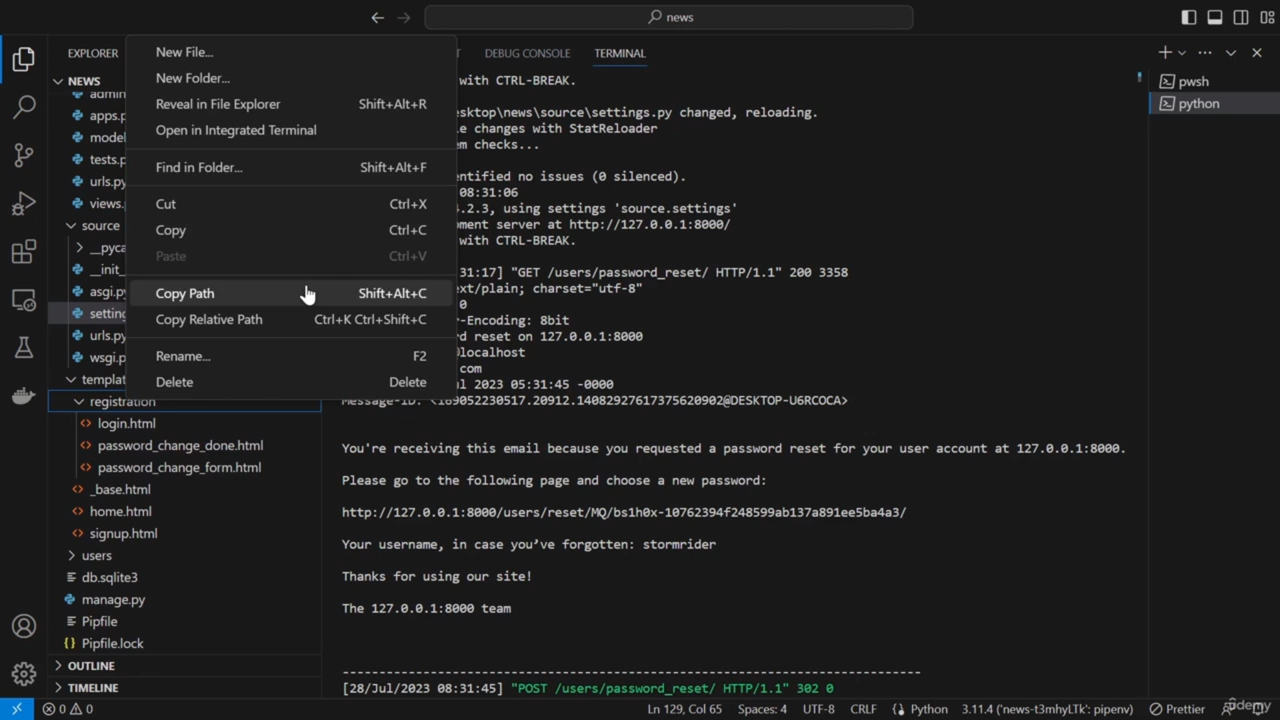 news
EXPLORER
NEWS
admin
apps.p
model
tests.p
urls.py
views.
source
__pyca
__init_
asgi.py
setting
urls.py
wsgi.p
templat
registration
login.html
password_change_done.html
password_change_form.html
_base.html
home.html
signup.html
users
db.sqlite3
manage.py
Pipfile
Pipfile.lock
OUTLINE
TIMELINE
New File...
New Folder...
Reveal in File Explorer Shift+Alt+R
Open in Integrated Terminal
Find in Folder... Shift+Alt+F
Cut Ctrl+X
Copy Ctrl+C
Paste Ctrl+V
Copy Path Shift+Alt+C
Copy Relative Path Ctrl+K Ctrl+Shift+C
Rename... F2
Delete Delete
T DEBUG CONSOLE TERMINAL
with CTRL-BREAK.
sktop\news\source\settings.py changed, reloading.
le changes with StatReloader
em checks...
entified no issues (0 silenced).
08:31:06
4.2.3, using settings 'source.settings'
pment server at http://127.0.0.1:8000/
with CTRL-BREAK.
31:17] "GET /users/password_reset/ HTTP/1.1" 200 3358
ext/plain; charset="utf-8"
0
r-Encoding: 8bit
rd reset on 127.0.0.1:8000
@localhost
com
ul 2023 05:31:45 -0000
Message-ID: <169052230517.20912.14082927617375620902@DESKTOP-U6RCOCA>
You're receiving this email because you requested a password reset for your user account at 127.0.0.1:8000.
Please go to the following page and choose a new password:
http://127.0.0.1:8000/users/reset/MQ/bs1h0x-10762394f248599ab137a891ee5ba4a3/
Your username, in case you’ve forgotten: stormrider
Thanks for using our site!
The 127.0.0.1:8000 team
-------------------------------------------------------------------------------
[28/Jul/2023 08:31:45] "POST /users/password_reset/ HTTP/1.1" 302 0
pwsh
python
0 0 Ln 129, Col 65 Spaces: 4 UTF-8 CRLF Python 3.11.4 ('news-t3mhyLTk': pipenv) Prettier
Udemy